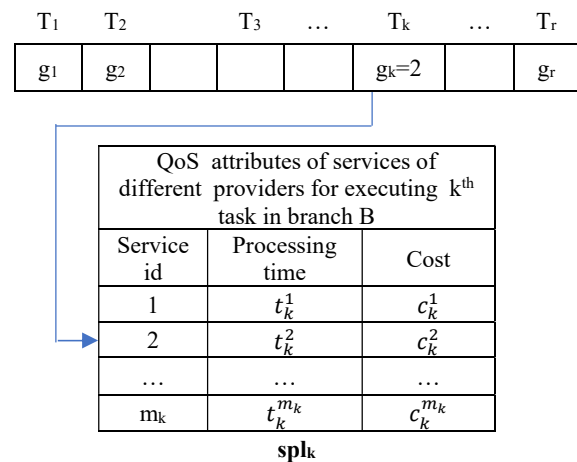 T₁ T₂ T₃ … Tₖ … Tᵣ
g₁ g₂ gₖ=2 gᵣ
QoS attributes of services of
different providers for executing kᵗʰ
task in branch B
Service id Processing time Cost
1 t_k^1 c_k^1
2 t_k^2 c_k^2
… … …
mₖ t_k^{m_k} c_k^{m_k}
splₖ